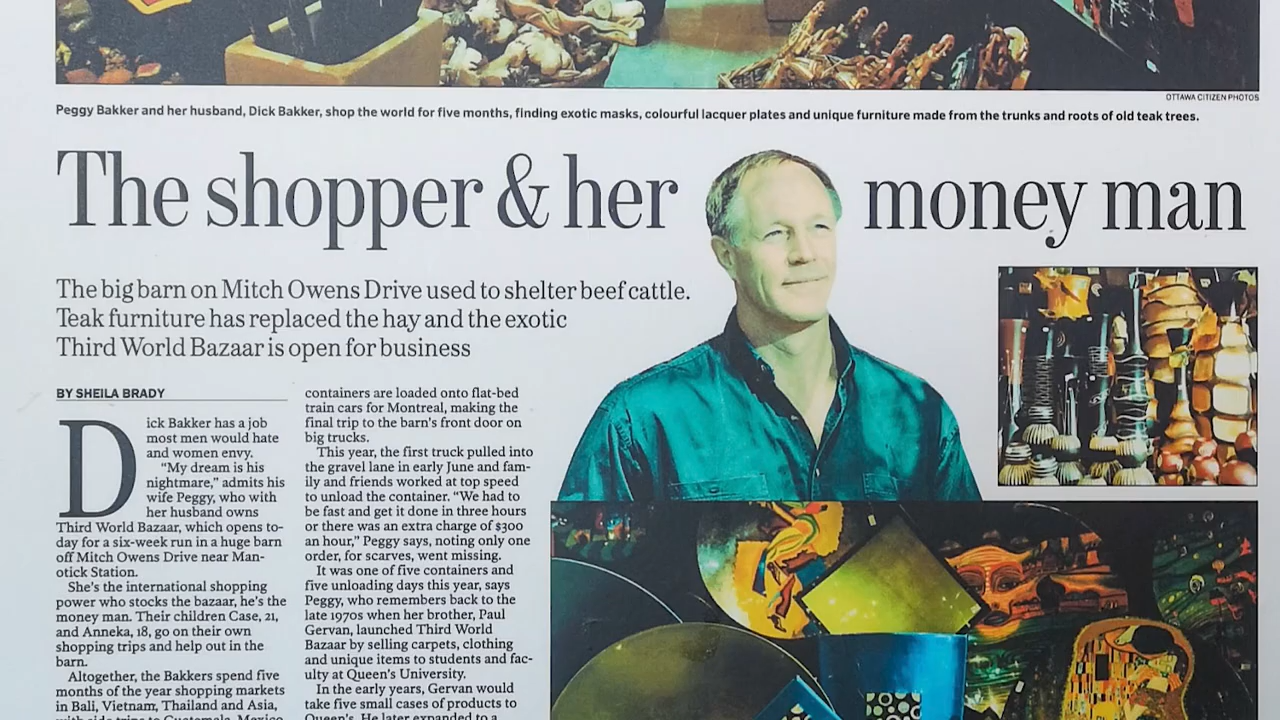 OTTAWA CITIZEN PHOTOS
Peggy Bakker and her husband, Dick Bakker, shop the world for five months, finding exotic masks, colourful lacquer plates and unique furniture made from the trunks and roots of old teak trees.
The shopper & her money man
The big barn on Mitch Owens Drive used to shelter beef cattle.
Teak furniture has replaced the hay and the exotic
Third World Bazaar is open for business
BY SHEILA BRADY
Dick Bakker has a job
most men would hate
and women envy.
“My dream is his
nightmare,” admits his
wife Peggy, who with
her husband owns
Third World Bazaar, which opens to-
day for a six-week run in a huge barn
off Mitch Owens Drive near Man-
otick Station.
She’s the international shopping
power who stocks the bazaar, he’s the
money man. Their children Case, 21,
and Anneka, 18, go on their own
shopping trips and help out in the
barn.
Altogether, the Bakkers spend five
months of the year shopping markets
in Bali, Vietnam, Thailand and Asia,
with side trips to Guatemala, Mexico
containers are loaded onto flat-bed
train cars for Montreal, making the
final trip to the barn’s front door on
big trucks.
This year, the first truck pulled into
the gravel lane in early June and fam-
ily and friends worked at top speed
to unload the container. “We had to
be fast and get it done in three hours
or there was an extra charge of $300
an hour,” Peggy says, noting only one
order, for scarves, went missing.
It was one of five containers and
five unloading days this year, says
Peggy, who remembers back to the
late 1970s when her brother, Paul
Gervan, launched Third World
Bazaar by selling carpets, clothing
and unique items to students and fac-
ulty at Queen’s University.
In the early years, Gervan would
take five small cases of products to
Queen’s. He later expanded to a